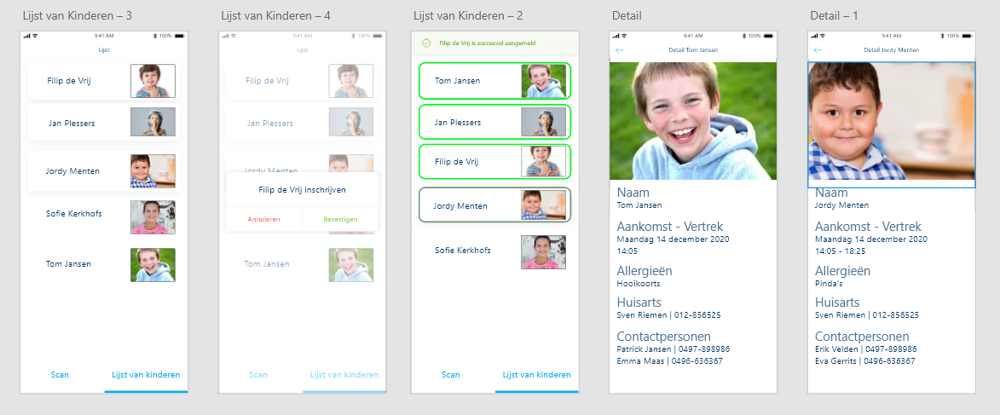 Lijst van Kinderen – 3
9:41 AM
100%
Lijst
Filip de Vrij
Jan Plessers
Jordy Menten
Sofie Kerkhofs
Tom Jansen
Scan
Lijst van kinderen
Lijst van Kinderen – 4
9:41 AM
100%
Lijst
Filip de Vrij
Jan Plessers
Jordy Menten
Filip de Vrij inschrijven
Annuleren
Bevestigen
Tom Jansen
Scan
Lijst van kinderen
Lijst van Kinderen – 2
9:41 AM
100%
Filip de Vrij is succesvol aangemeld
Tom Jansen
Jan Plessers
Filip de Vrij
Jordy Menten
Sofie Kerkhofs
Scan
Lijst van kinderen
Detail
9:41 AM
100%
Detail Tom Jansen
Naam
Tom Jansen
Aankomst - Vertrek
Maandag 14 december 2020
14:05
Allergieën
Hooikoorts
Huisarts
Sven Riemen | 012-856525
Contactpersonen
Patrick Jansen | 0497-898986
Emma Maas | 0496-636367
Detail – 1
9:41 AM
100%
Detail Jordy Menten
Naam
Jordy Menten
Aankomst - Vertrek
Maandag 14 december 2020
14:05 - 18:25
Allergieën
Pinda's
Huisarts
Sven Riemen | 012-856525
Contactpersonen
Erik Velden | 0497-898986
Eva Gerrits | 0496-636367